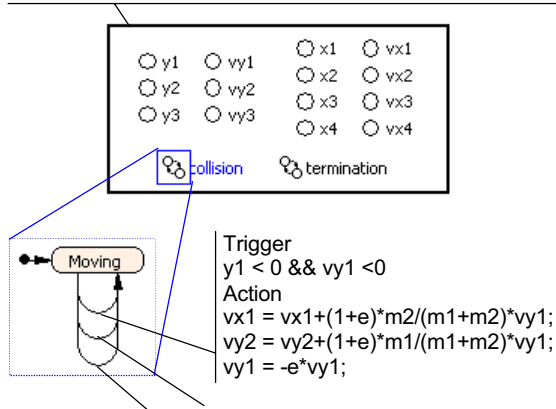 y1 vy1 x1 vx1
y2 vy2 x2 vx2
y3 vy3 x3 vx3
x4 vx4
collision termination
Moving
Trigger
y1 < 0 && vy1 <0
Action
vx1 = vx1+(1+e)*m2/(m1+m2)*vy1;
vy2 = vy2+(1+e)*m1/(m1+m2)*vy1;
vy1 = -e*vy1;